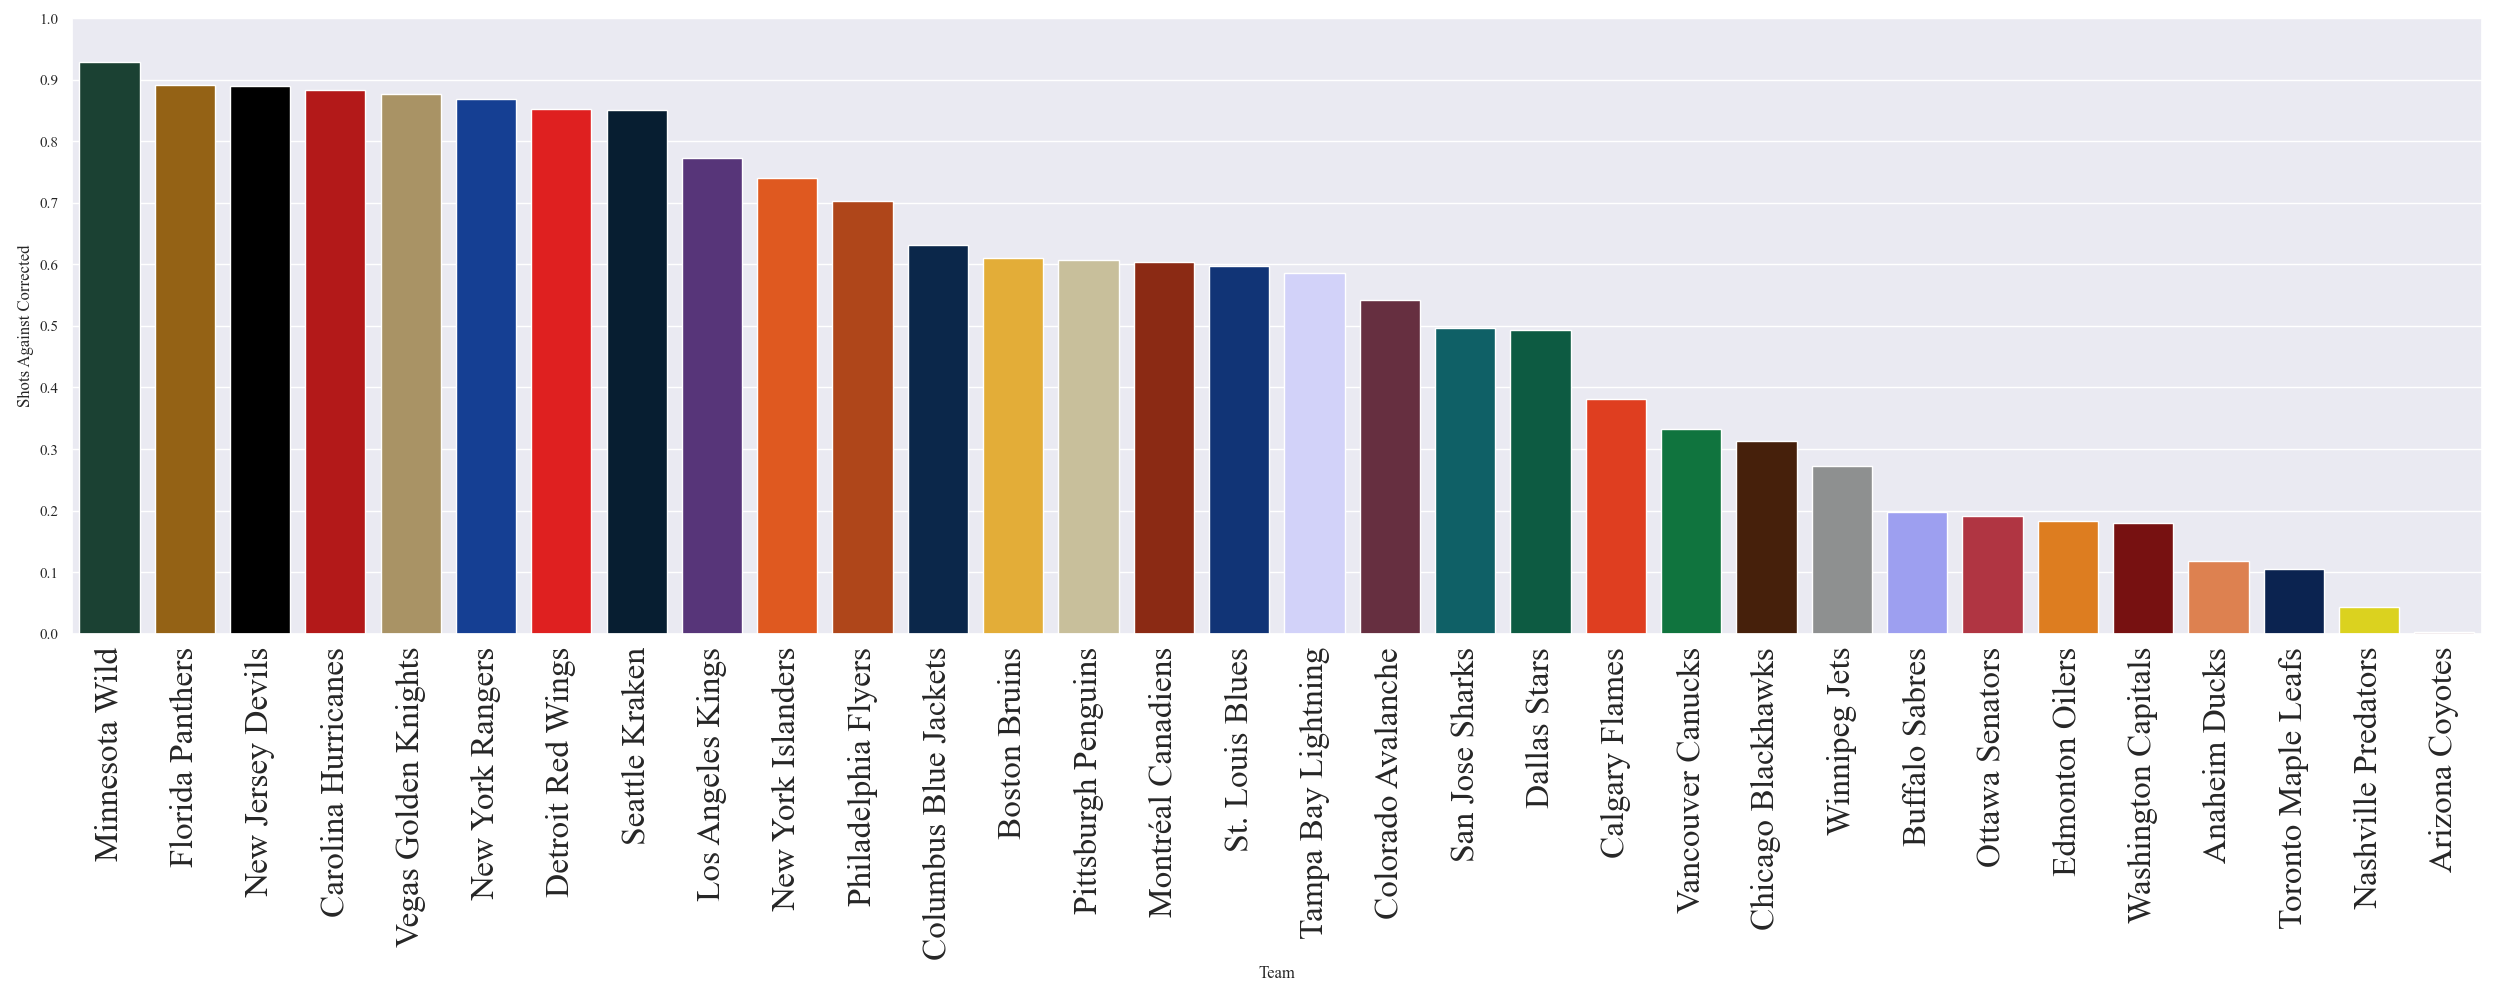 1.0
0.9
0.8
0.7
0.6
0.5
0.4
0.3
0.2
0.1
0.0
Shots Against Corrected
Minnesota Wild
Florida Panthers
New Jersey Devils
Carolina Hurricanes
Vegas Golden Knights
New York Rangers
Detroit Red Wings
Seattle Kraken
Los Angeles Kings
New York Islanders
Philadelphia Flyers
Columbus Blue Jackets
Boston Bruins
Pittsburgh Penguins
Montréal Canadiens
St. Louis Blues
Tampa Bay Lightning
Colorado Avalanche
San Jose Sharks
Dallas Stars
Calgary Flames
Vancouver Canucks
Chicago Blackhawks
Winnipeg Jets
Buffalo Sabres
Ottawa Senators
Edmonton Oilers
Washington Capitals
Anaheim Ducks
Toronto Maple Leafs
Nashville Predators
Arizona Coyotes
Team